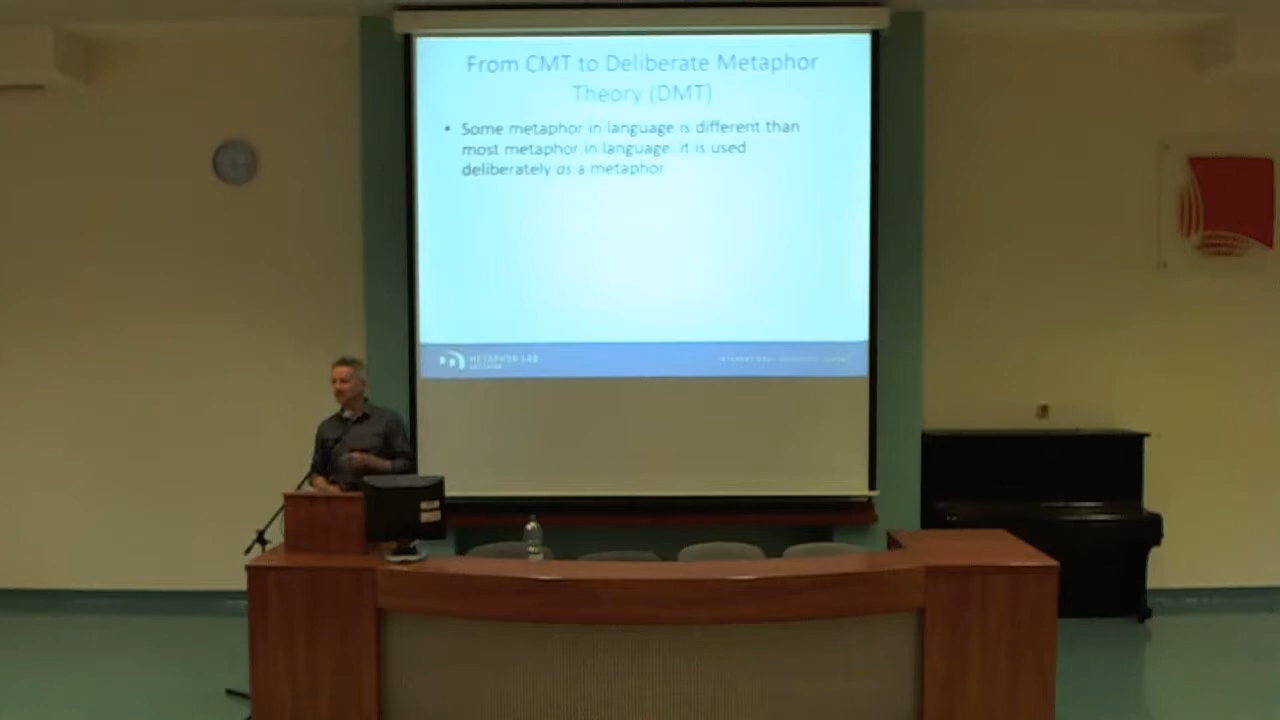 From CMT to Deliberate Metaphor
Theory (DMT)
• Some metaphor in language is different than
most metaphor in language: it is used
deliberately as a metaphor
METAPHOR LAB
AMSTERDAM